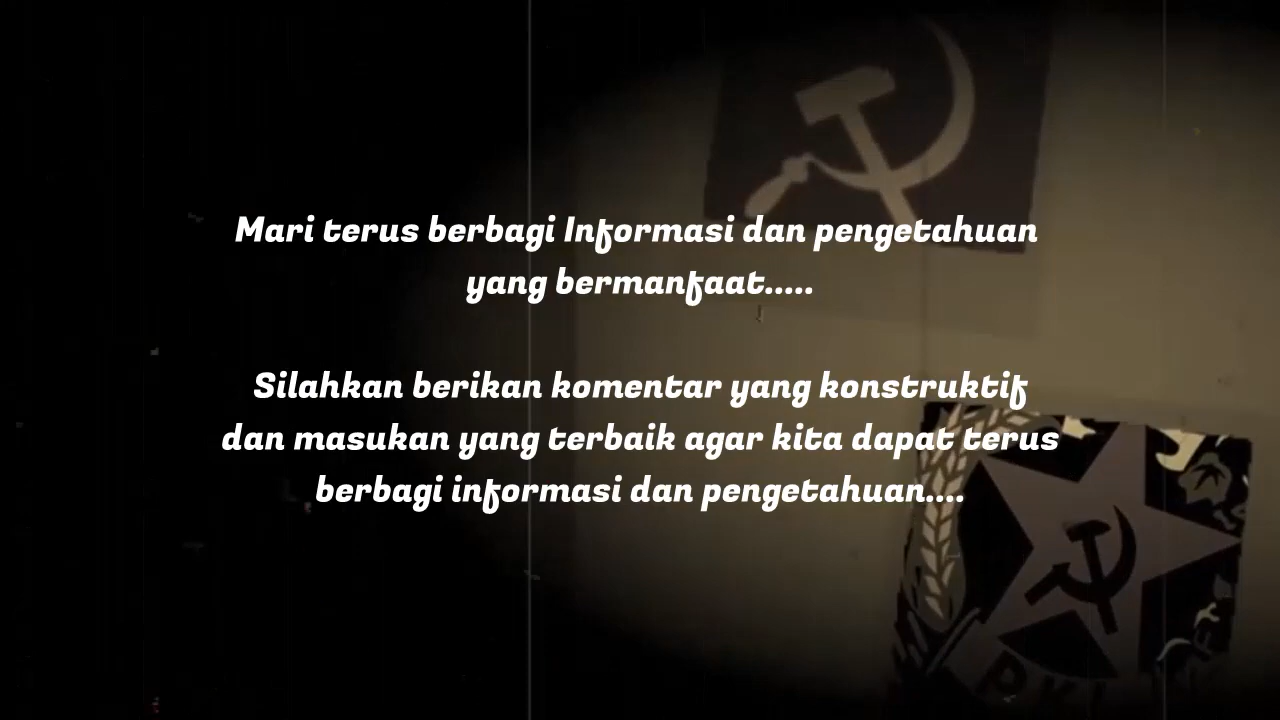 Mari terus berbagi Informasi dan pengetahuan
yang bermanfaat.....
Silahkan berikan komentar yang konstruktif
dan masukan yang terbaik agar kita dapat terus
berbagi informasi dan pengetahuan....
PKI